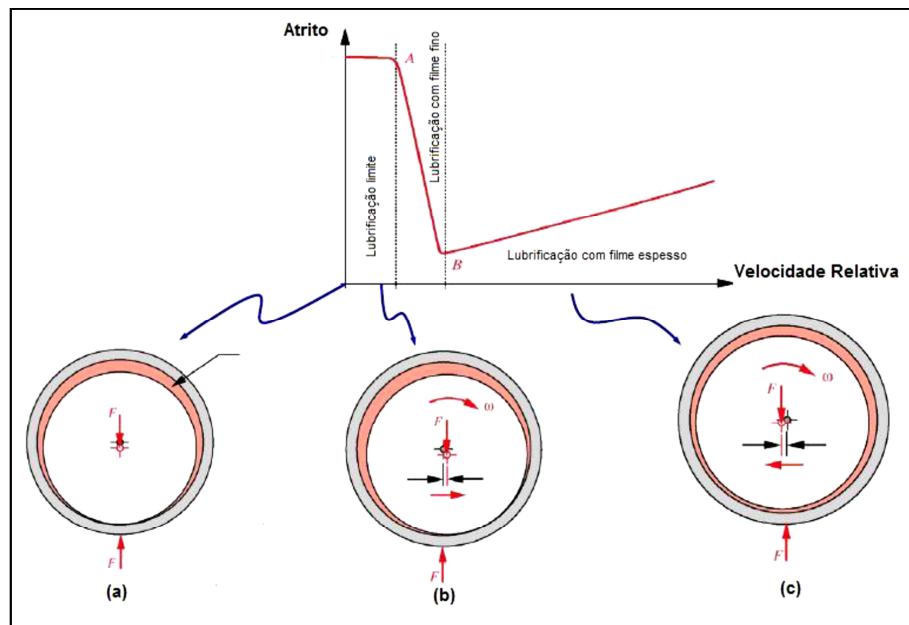 Atrito
A
Lubrificação limite
Lubrificação com filme fino
B
Lubrificação com filme espesso
Velocidade Relativa
F
F
(a)
ω
F
F
(b)
ω
F
F
(c)